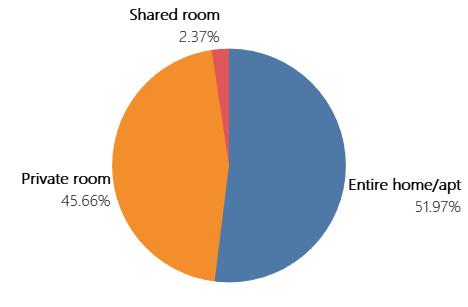 Shared room
2.37%
Private room
45.66%
Entire home/apt
51.97%